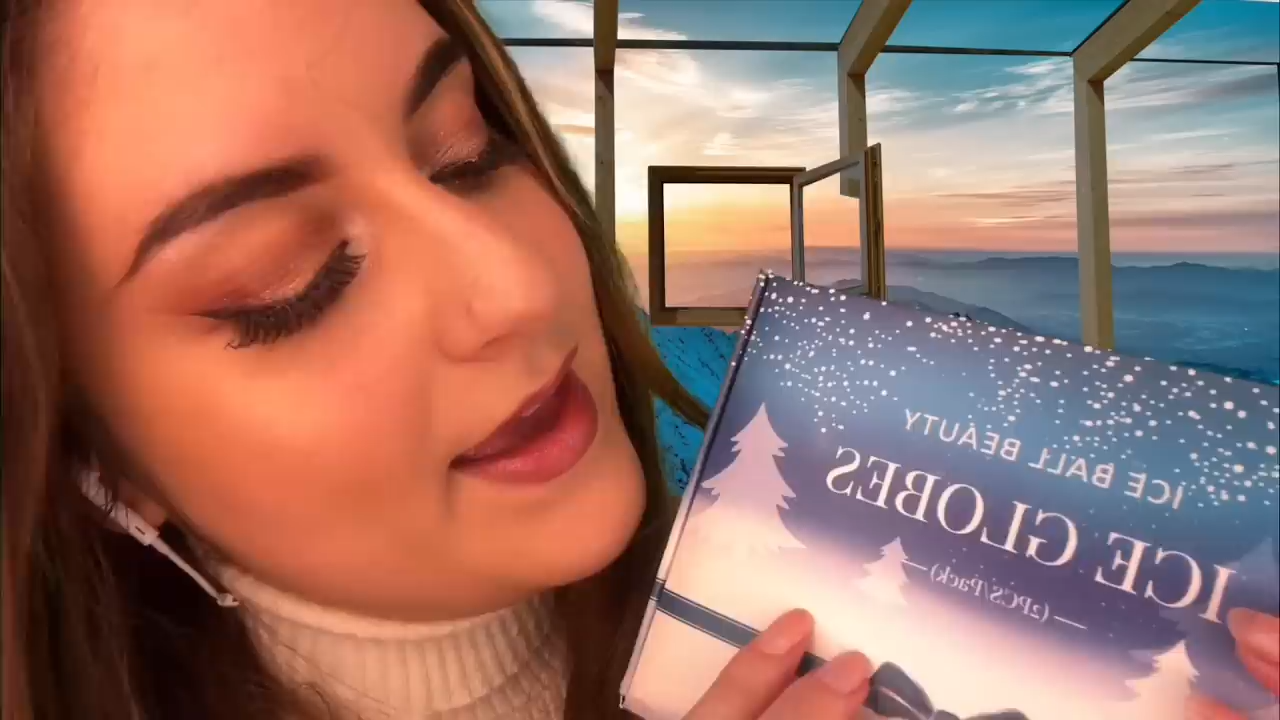 ICE BALL BEAUTY
ICE GLOBES
— (2PCS/Pack) —